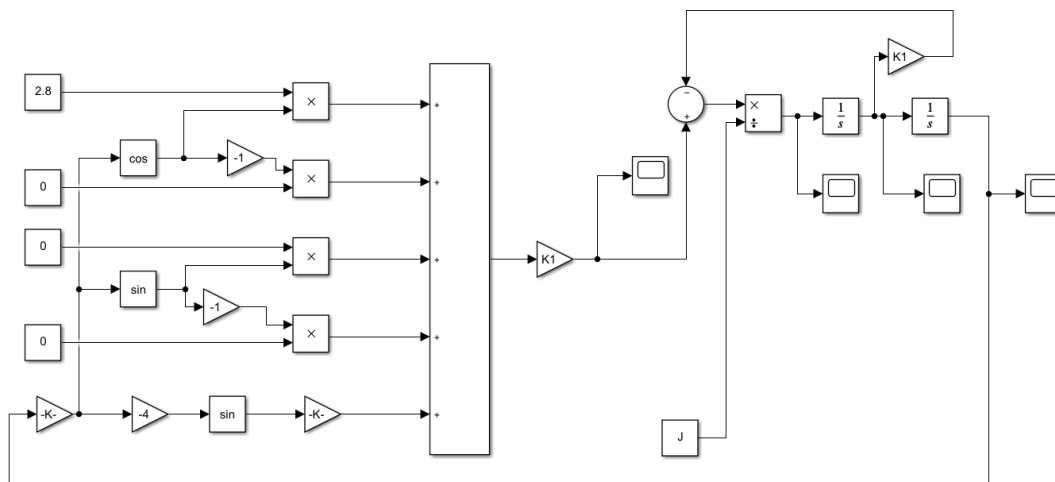 K1
2.8
×
+
−
+
×
÷
1
s
1
s
cos
-1
×
+
0
0
×
+
K1
sin
-1
×
+
0
-K-
-4
sin
-K-
+
J